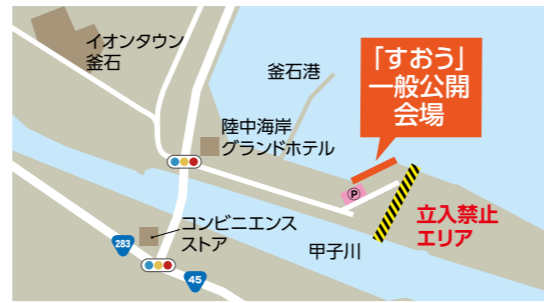 イオンタウン
釜石
釜石港
「すおう」
一般公開
会場
陸中海岸
グランドホテル
P
立入禁止
エリア
コンビニエンス
ストア
甲子川
283
45